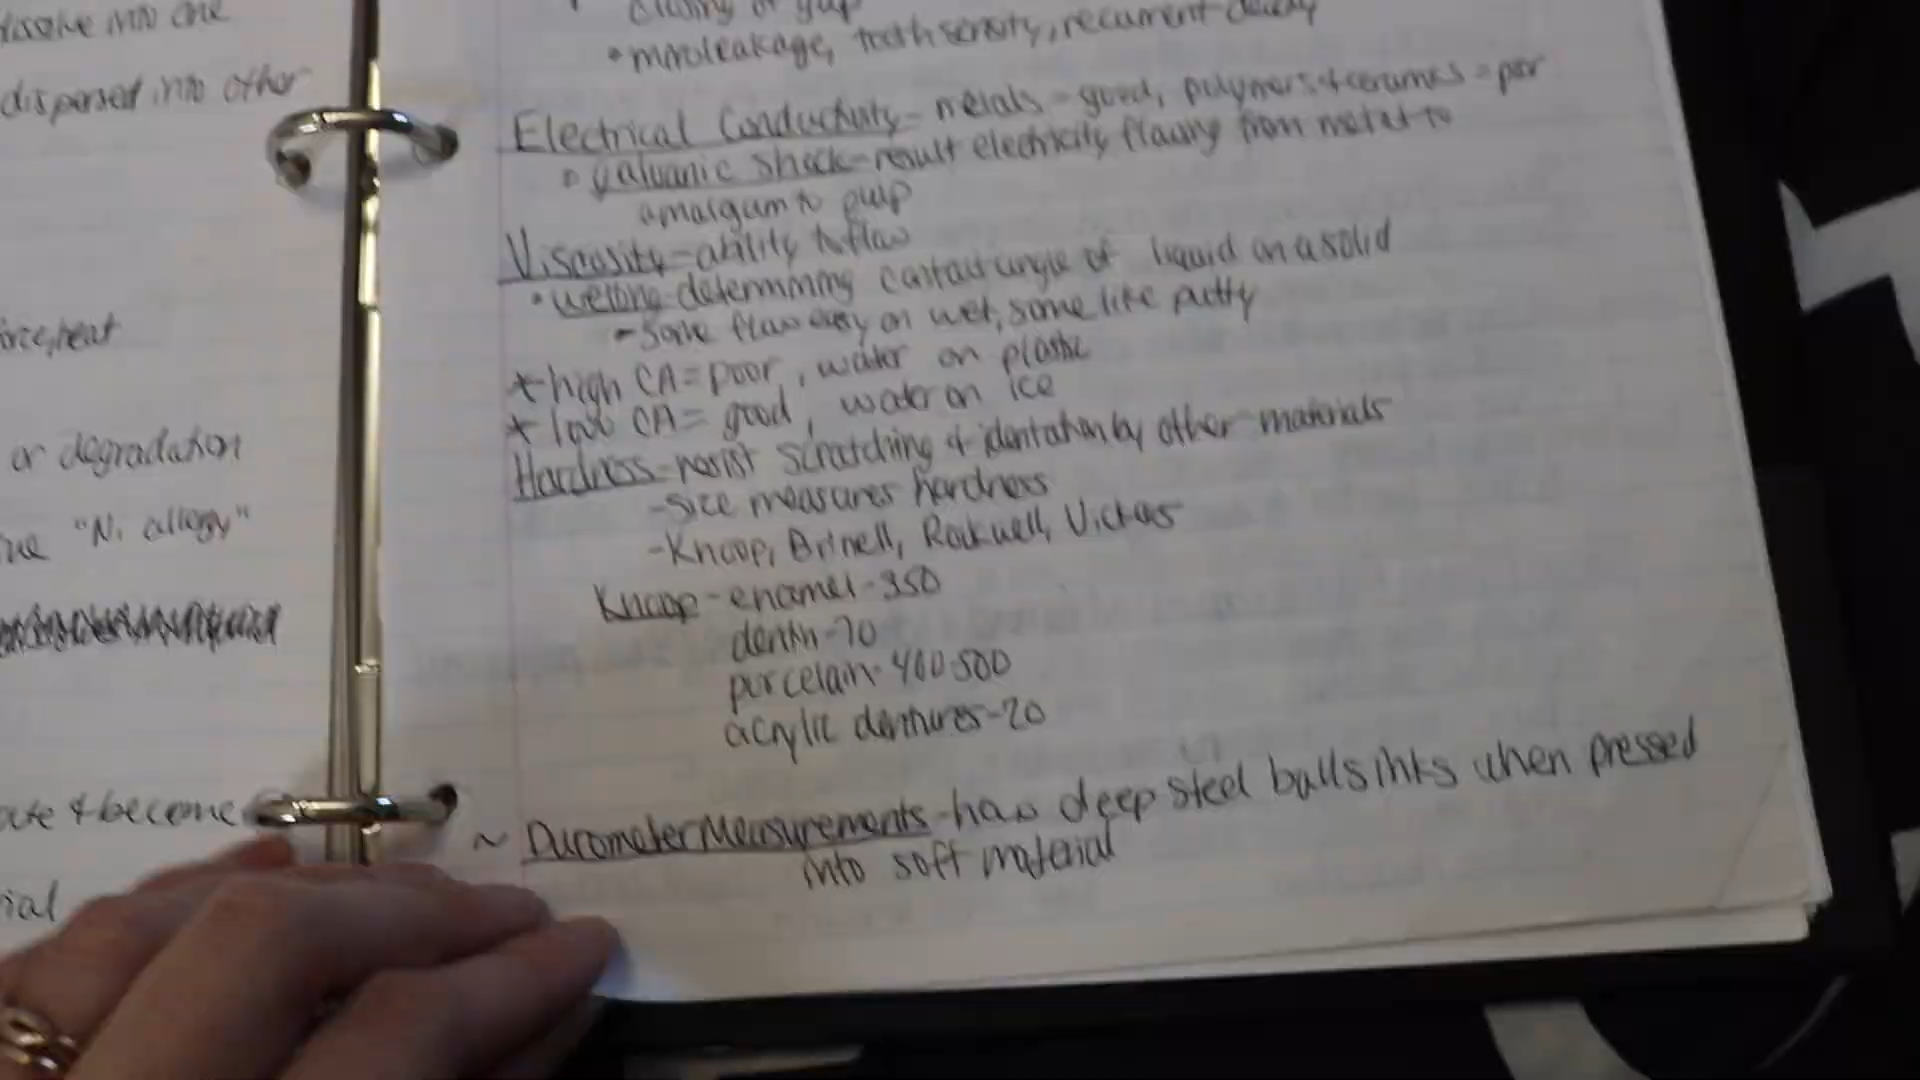 dissolve into one
dispersed into other
force, heat
or degradation
"Ni allergy"
ate & become
ial
closing of gap
• microleakage, tooth sensity, recurrent decay
Electrical Conductivity - metals = good, polymers & ceramics = poor
• galvanic shock - result electricity flowing from metal to
amalgam to pulp
Viscosity - ability to flow
• wetting - determining contact angle of liquid on a solid
- Some flow easy on wet, some like putty
* high CA = poor, water on plastic
* low CA = good, water on ice
Hardness - resist scratching & identation by other materials
- size measures hardness
- Knoop, Brinell, Rockwell, Vickers
Knoop - enamel - 350
dentin - 70
porcelain - 400-500
acrylic dentures - 20
~ Durometer Measurements - how deep steel ball sinks when pressed
into soft material